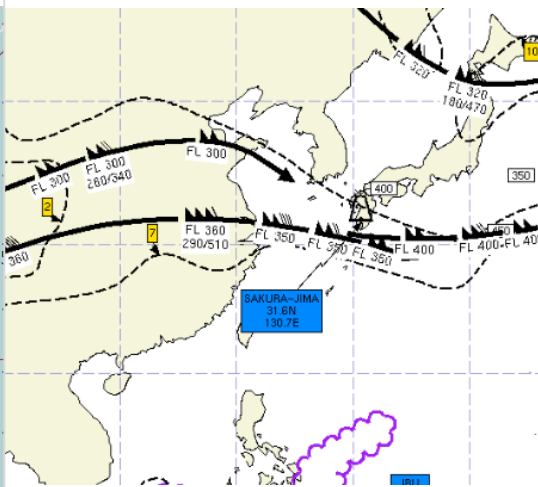 FL 320
FL 320
180/470
10
FL 300
FL 300
280/340
FL 300
400
350
2
7
360
FL 360
290/510
FL 350
FL 350
FL 350
FL 400
FL 400
FL 40
SAKURA-JIMA
31.6N
130.7E
IBU